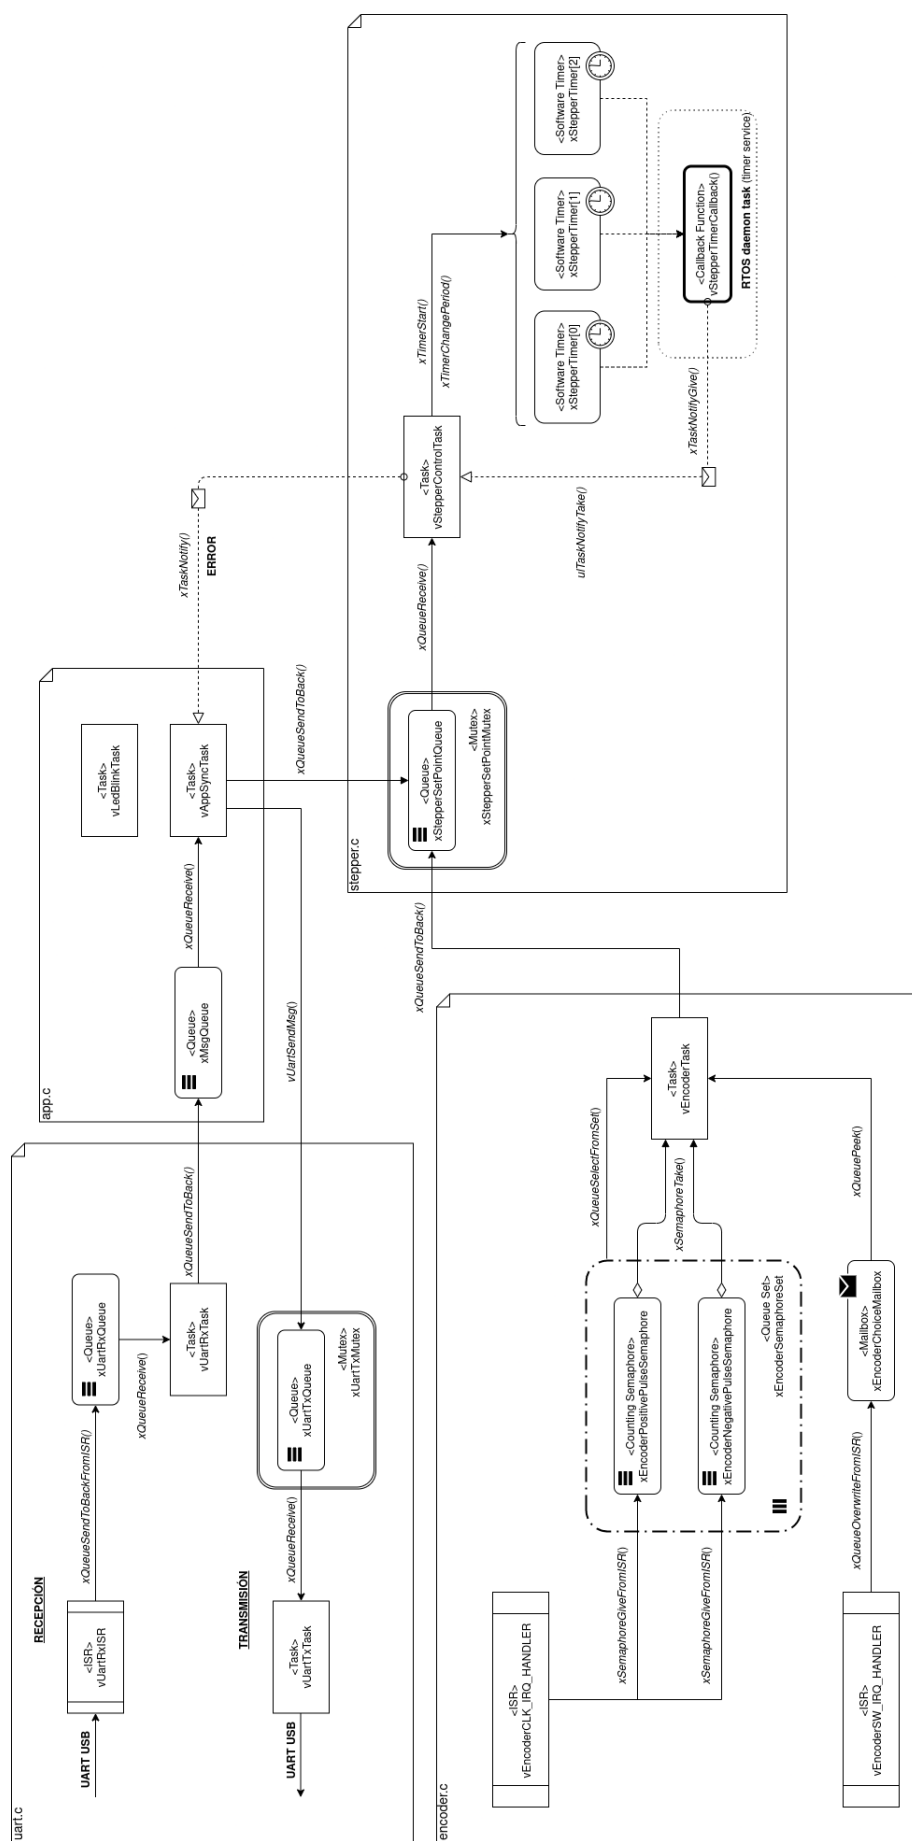 uart.c
RECEPCIÓN
UART USB
<ISR>
vUartRxISR
xQueueSendToBackFromISR()
<Queue>
xUartRxQueue
xQueueReceive()
<Task>
vUartRxTask
xQueueSendToBack()
TRANSMISIÓN
UART USB
<Task>
vUartTxTask
xQueueReceive()
<Queue>
xUartTxQueue
<Mutex>
xUartTxMutex
vUartSendMsg()
app.c
<Queue>
xMsgQueue
xQueueReceive()
<Task>
vLedBlinkTask
<Task>
vAppSyncTask
xTaskNotify()
ERROR
xQueueSendToBack()
encoder.c
<ISR>
vEncoderCLK_IRQ_HANDLER
xSemaphoreGiveFromISR()
xSemaphoreGiveFromISR()
<Counting Semaphore>
xEncoderPositivePulseSemaphore
<Counting Semaphore>
xEncoderNegativePulseSemaphore
<Queue Set>
xEncoderSemaphoreSet
xQueueSelectFromSet()
xSemaphoreTake()
<Task>
vEncoderTask
<ISR>
vEncoderSW_IRQ_HANDLER
xQueueOverwriteFromISR()
<Mailbox>
xEncoderChoiceMailbox
xQueuePeek()
xQueueSendToBack()
stepper.c
<Queue>
xStepperSetPointQueue
<Mutex>
xStepperSetPointMutex
xQueueReceive()
<Task>
vStepperControlTask
xTimerStart()
xTimerChangePeriod()
<Software Timer>
xStepperTimer[0]
<Software Timer>
xStepperTimer[1]
<Software Timer>
xStepperTimer[2]
<Callback Function>
vStepperTimerCallback()
RTOS daemon task (timer service)
xTaskNotifyGive()
ulTaskNotifyTake()